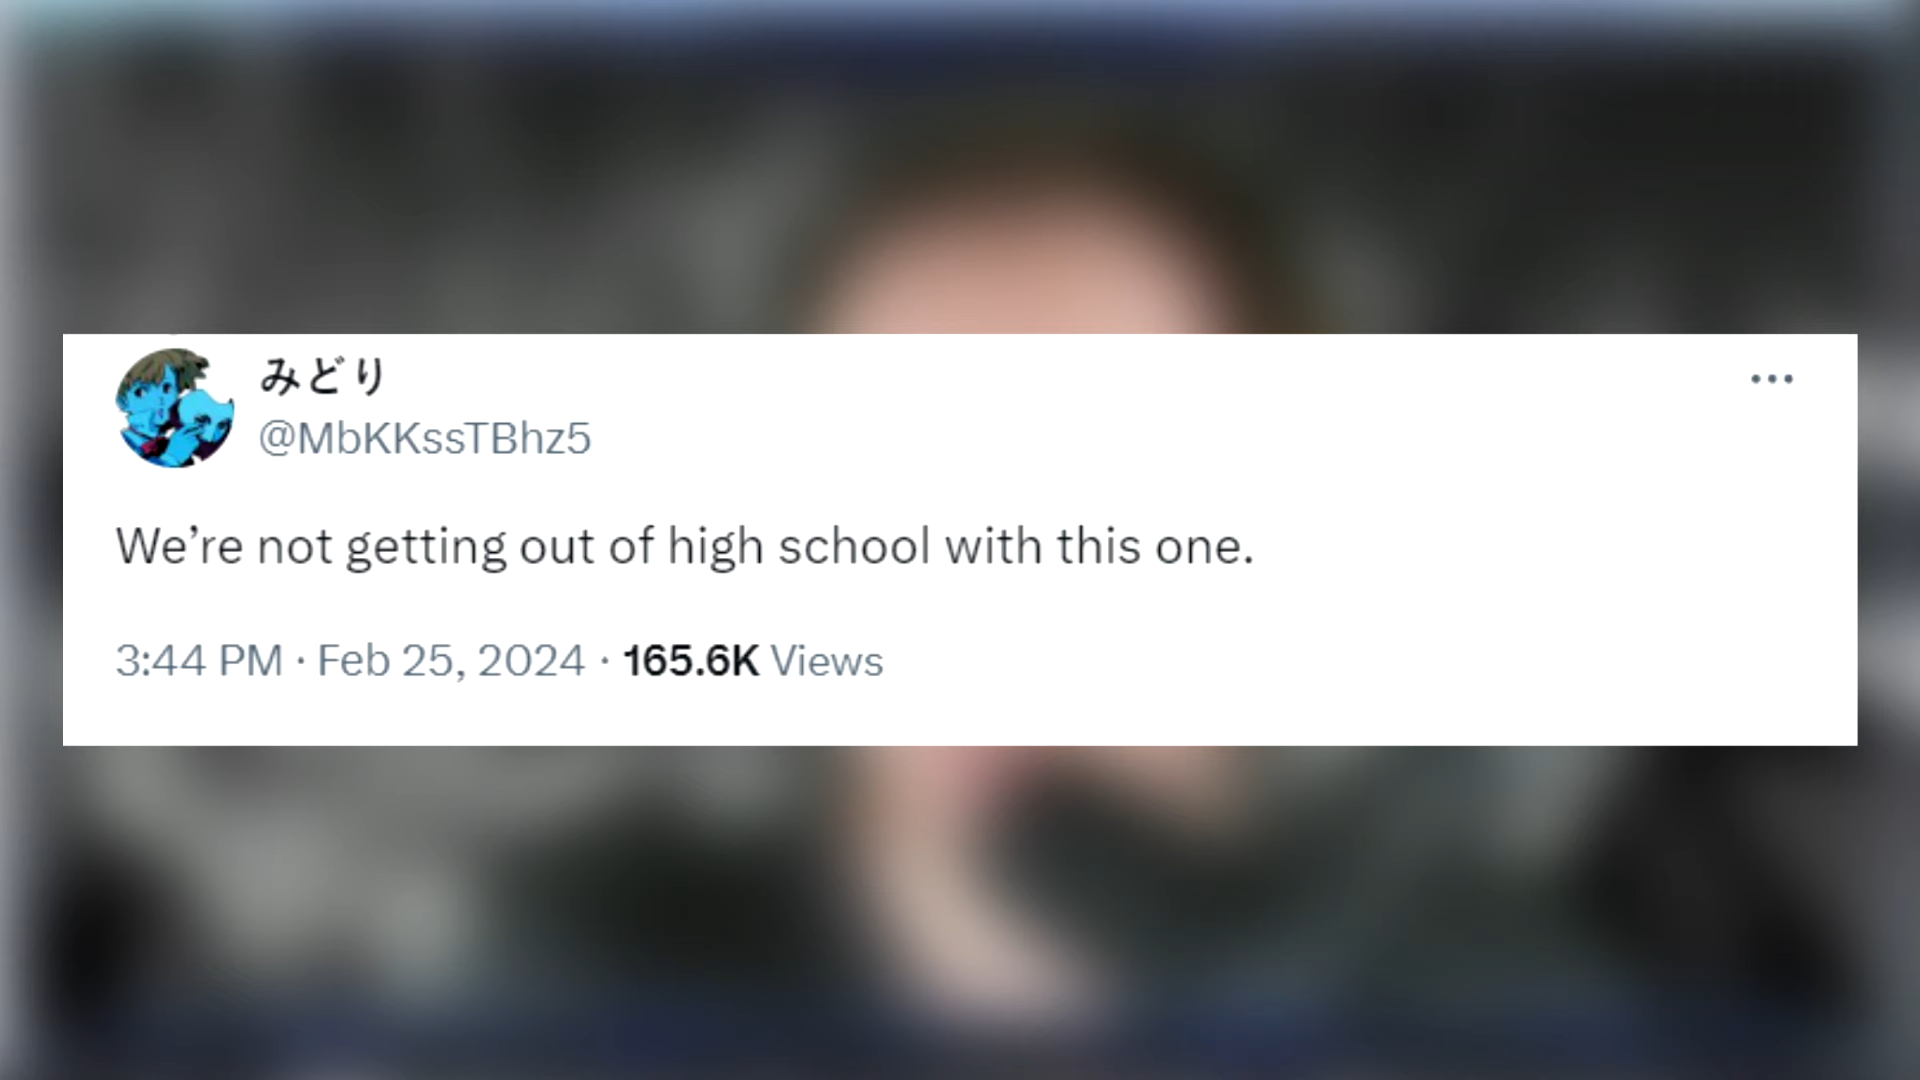 みどり
@MbKKssTBhz5
We’re not getting out of high school with this one.
3:44 PM · Feb 25, 2024 · 165.6K Views